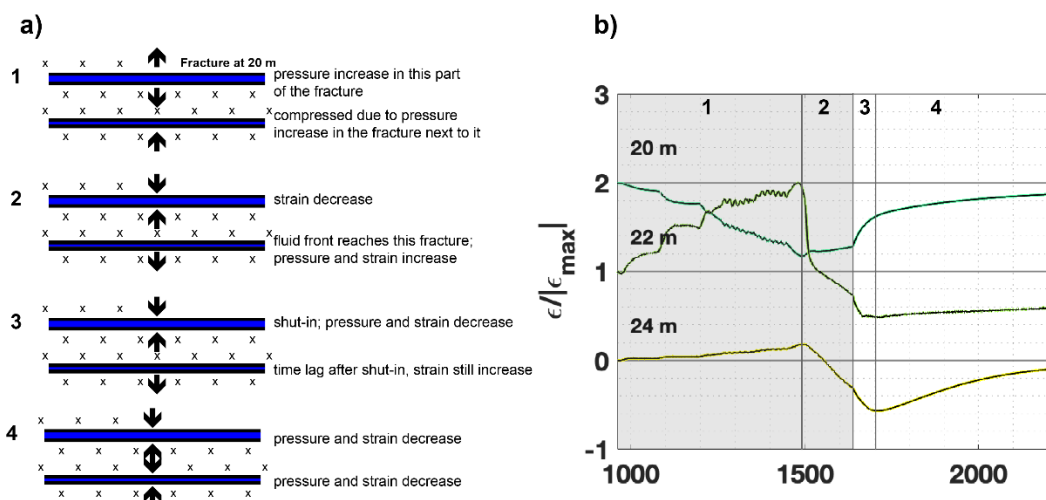 a)
1
Fracture at 20 m
pressure increase in this part
of the fracture
compressed due to pressure
increase in the fracture next to it
2
strain decrease
fluid front reaches this fracture;
pressure and strain increase
3
shut-in; pressure and strain decrease
time lag after shut-in, strain still increase
4
pressure and strain decrease
pressure and strain decrease
b)
1 2 3 4
20 m
22 m
24 m
ϵ/|ϵmax|
3
2
1
0
-1
1000 1500 2000